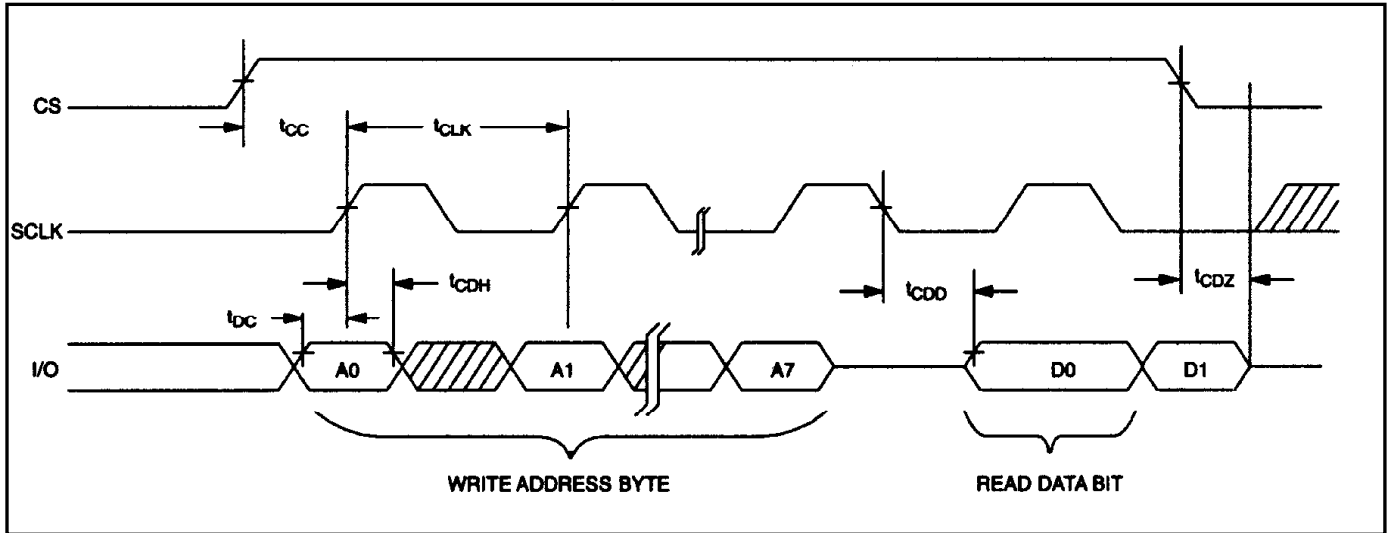 CS
tCC
tCLK
SCLK
tCDH
tCDD
tCDZ
tDC
I/O
A0
A1
A7
D0
D1
WRITE ADDRESS BYTE
READ DATA BIT